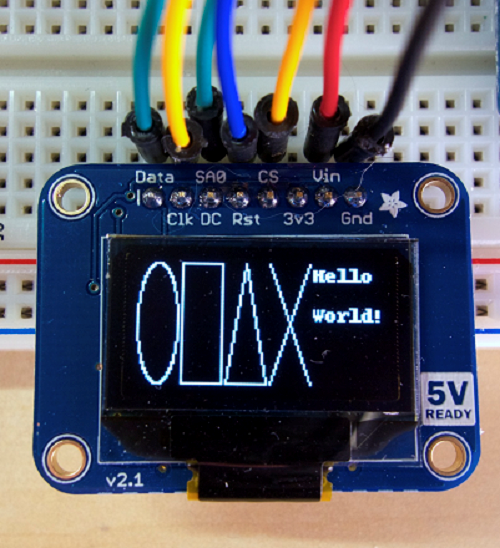 Data SA0 CS Vin
Clk DC Rst 3v3 Gnd
Hello
World!
5V
READY
v2.1